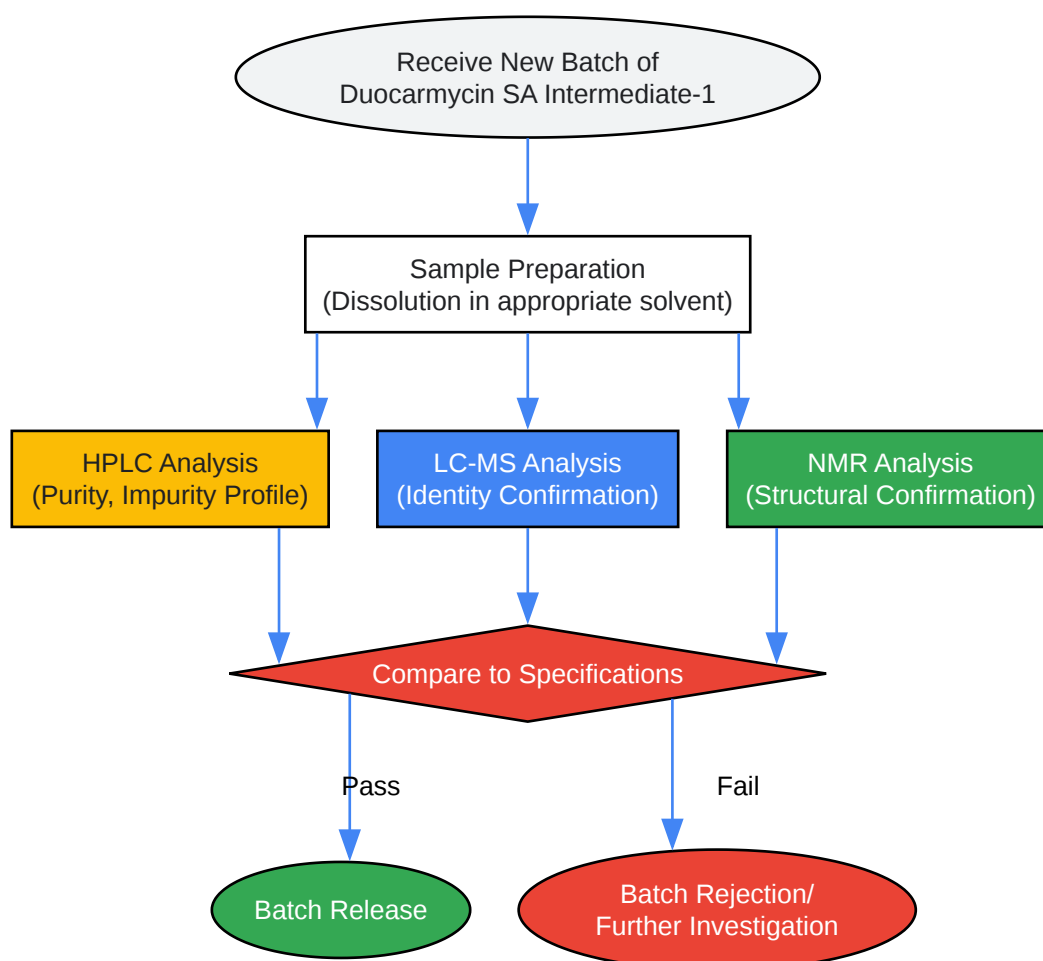 Receive New Batch of
Duocarmycin SA Intermediate-1
Sample Preparation
(Dissolution in appropriate solvent)
HPLC Analysis
(Purity, Impurity Profile)
LC-MS Analysis
(Identity Confirmation)
NMR Analysis
(Structural Confirmation)
Compare to Specifications
Pass
Fail
Batch Release
Batch Rejection/
Further Investigation